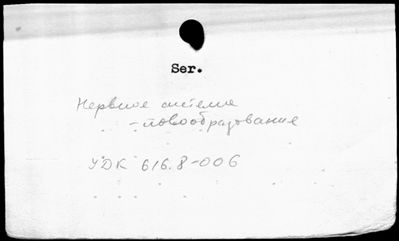 Ser.
Нервная система
- новообразования
УДК 616.8-006